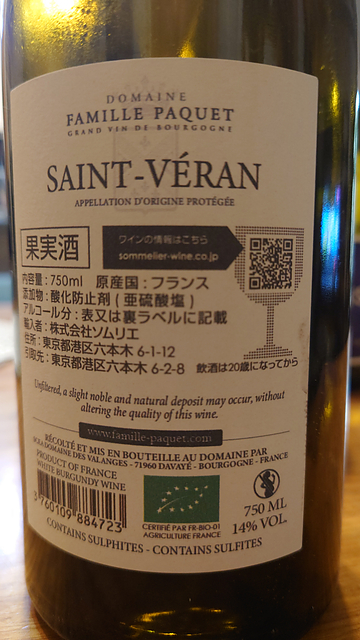 DOMAINE
FAMILLE PAQUET
GRAND VIN DE BOURGOGNE
SAINT-VÉRAN
APPELLATION D'ORIGINE PROTÉGÉE
果実酒
ワインの情報はこちら
sommelier-wine.co.jp
内容量：750ml 原産国：フランス
添加物：酸化防止剤(亜硫酸塩)
アルコール分：表又は裏ラベルに記載
輸入者：株式会社ソムリエ
住所：東京都港区六本木 6-1-12
引取先：東京都港区六本木 6-2-8 飲酒は20歳になってから
Unfiltered, a slight noble and natural deposit may occur, without
altering the quality of this wine.
www.famille-paquet.com
RÉCOLTÉ ET MIS EN BOUTEILLE AU DOMAINE PAR
DOMAINE DES VALANGES - 71960 DAVAYÉ - BOURGOGNE - FRANCE
PRODUCT OF FRANCE
WHITE BURGUNDY WINE
3 760109 884723
CERTIFIÉ PAR FR-BIO-01
AGRICULTURE FRANCE
750 ML
14% VOL.
CONTAINS SULPHITES - CONTAINS SULFITES